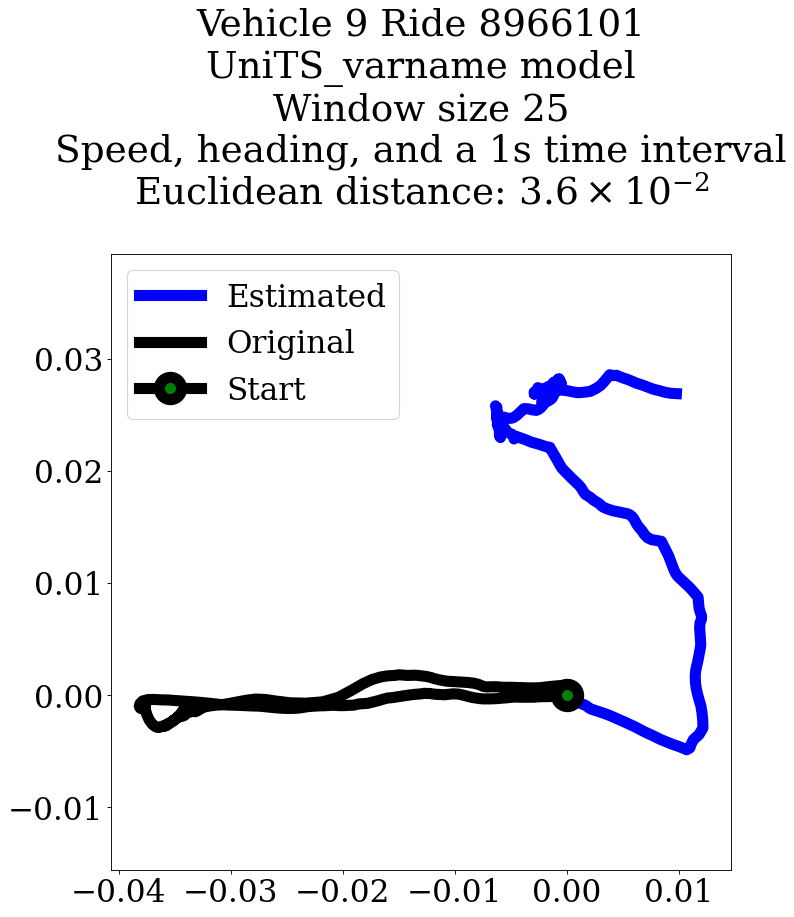 Vehicle 9 Ride 8966101
UniTS_varname model
Window size 25
Speed, heading, and a 1s time interval
Euclidean distance: 3.6 × 10⁻²
Estimated
Original
Start
0.03
0.02
0.01
0.00
−0.01
−0.04 −0.03 −0.02 −0.01 0.00 0.01